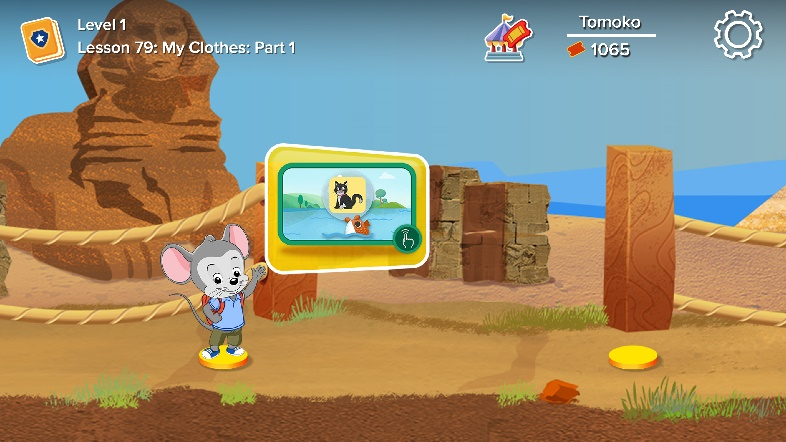 Level 1
Lesson 79: My Clothes: Part 1
Tomoko
1065